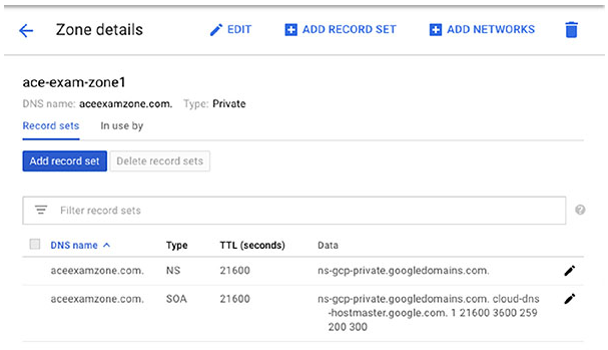 Zone details
EDIT
ADD RECORD SET
ADD NETWORKS
ace-exam-zone1
DNS name: aceexamzone.com. Type: Private
Record sets
In use by
Add record set
Delete record sets
Filter record sets
?
DNS name Type TTL (seconds) Data
aceexamzone.com. NS 21600 ns-gcp-private.googledomains.com.
aceexamzone.com. SOA 21600 ns-gcp-private.googledomains.com. cloud-dns
-hostmaster.google.com. 1 21600 3600 259
200 300